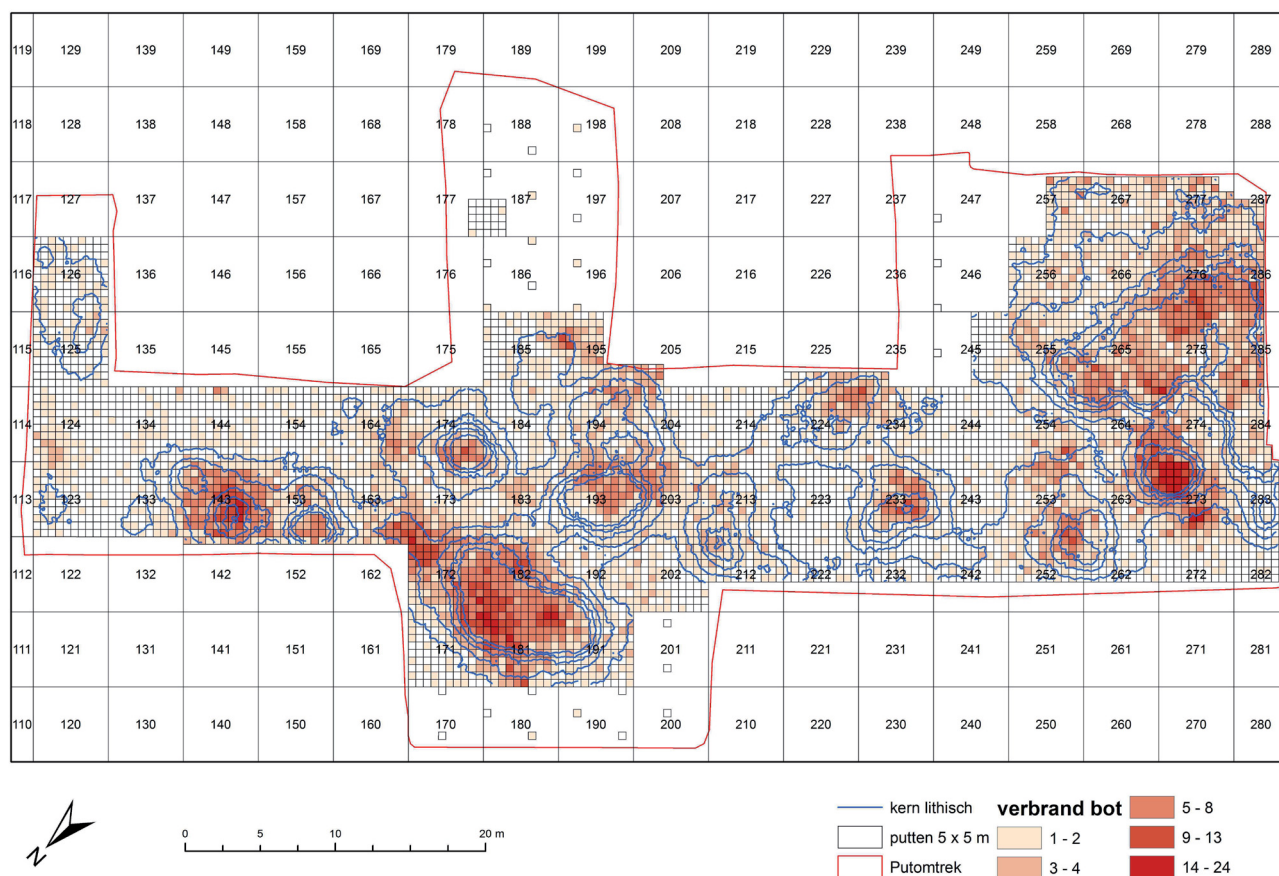 119 129 139 149 159 169 179 189 199 209 219 229 239 249 259 269 279 289
118 128 138 148 158 168 178 188 198 208 218 228 238 248 258 268 278 288
117 127 137 147 157 167 177 187 197 207 217 227 237 247 257 267 277 287
116 126 136 146 156 166 176 186 196 206 216 226 236 246 256 266 276 286
115 125 135 145 155 165 175 185 195 205 215 225 235 245 255 265 275 285
114 124 134 144 154 164 174 184 194 204 214 224 234 244 254 264 274 284
113 123 133 143 153 163 173 183 193 203 213 223 233 243 253 263 273 283
112 122 132 142 152 162 172 182 192 202 212 222 232 242 252 262 272 282
111 121 131 141 151 161 171 181 191 201 211 221 231 241 251 261 271 281
110 120 130 140 150 160 170 180 190 200 210 220 230 240 250 260 270 280
N
0 5 10 20 m
kern lithisch verbrand bot 5 - 8
putten 5 x 5 m 1 - 2 9 - 13
Putomtrek 3 - 4 14 - 24